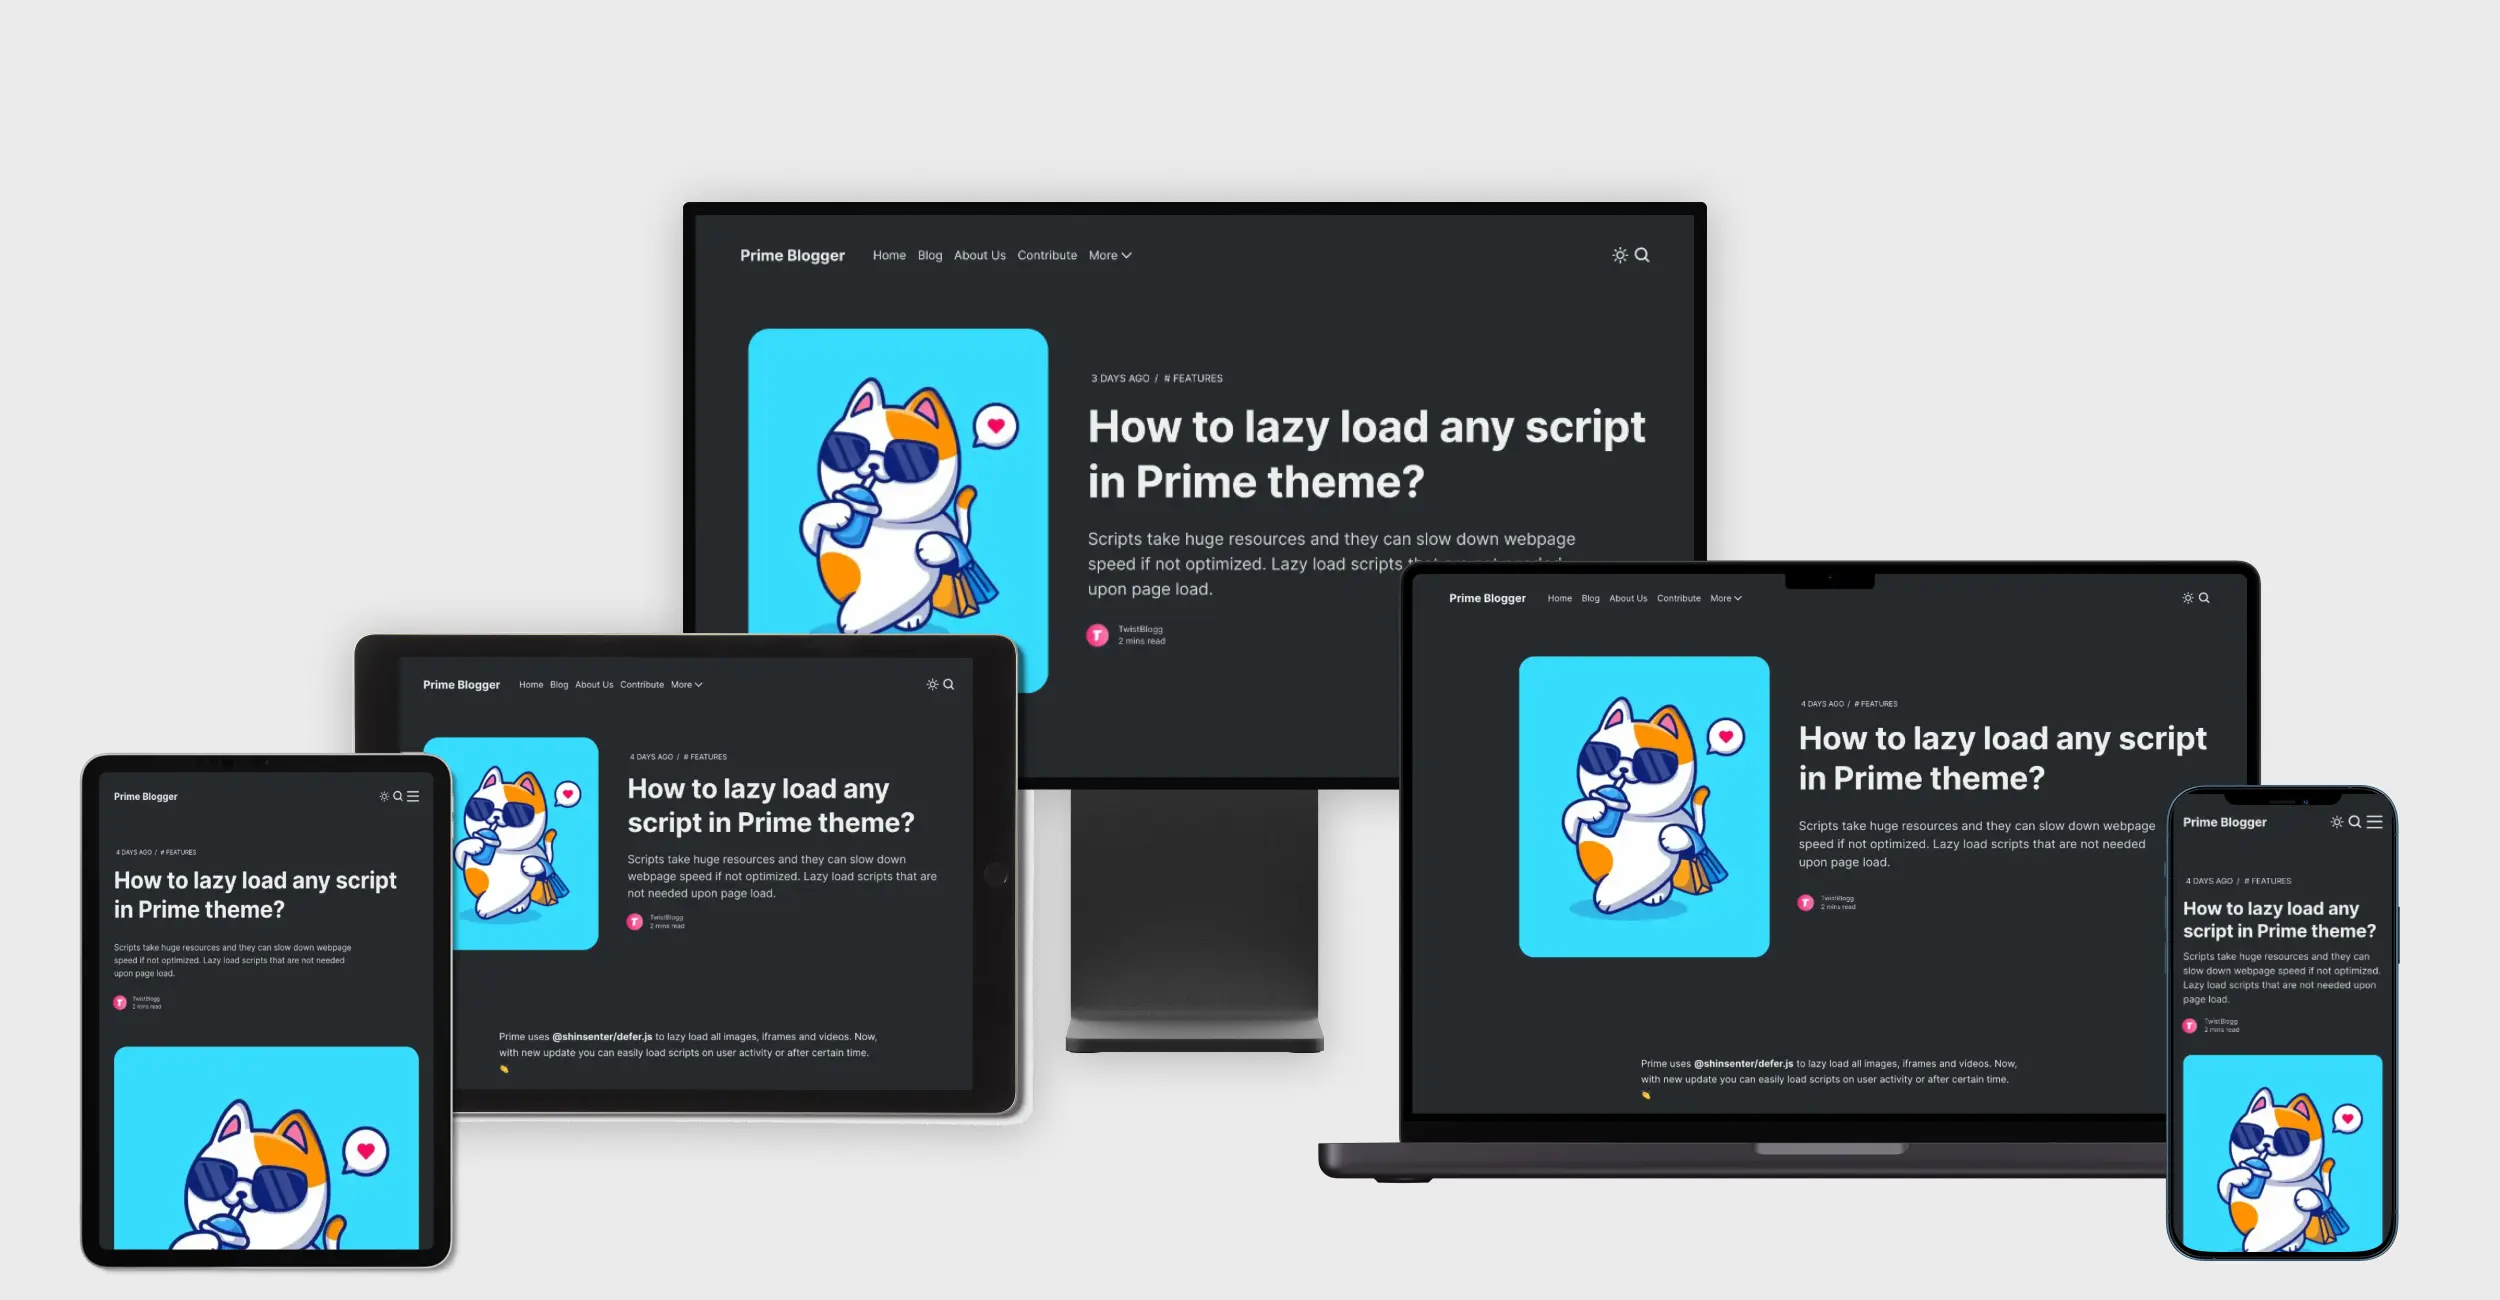 Prime Blogger Home Blog About Us Contribute More
3 DAYS AGO / # FEATURES
How to lazy load any script
in Prime theme?
Scripts take huge resources and they can slow down webpage
speed if not optimized. Lazy load scripts
upon page load.
T TwistBlogg
2 mins read
Prime Blogger Home Blog About Us Contribute More
4 DAYS AGO / # FEATURES
How to lazy load any script
in Prime theme?
Scripts take huge resources and they can slow down webpage
speed if not optimized. Lazy load scripts that are not needed
upon page load.
T TwistBlogg
2 mins read
Prime uses @shinsenter/defer.js to lazy load all images, iframes and videos. Now,
with new update you can easily load scripts on user activity or after certain time.
Prime Blogger Home Blog About Us Contribute More
4 DAYS AGO / # FEATURES
How to lazy load any
script in Prime theme?
Scripts take huge resources and they can slow down
webpage speed if not optimized. Lazy load scripts that are
not needed upon page load.
T TwistBlogg
2 mins read
Prime uses @shinsenter/defer.js to lazy load all images, iframes and videos. Now,
with new update you can easily load scripts on user activity or after certain time.
Prime Blogger
4 DAYS AGO / # FEATURES
How to lazy load any script
in Prime theme?
Scripts take huge resources and they can slow down webpage
speed if not optimized. Lazy load scripts that are not needed
upon page load.
T TwistBlogg
2 mins read
Prime Blogger
4 DAYS AGO / # FEATURES
How to lazy load any
script in Prime theme?
Scripts take huge resources and they can
slow down webpage speed if not optimized.
Lazy load scripts that are not needed upon
page load.
T TwistBlogg
2 mins read